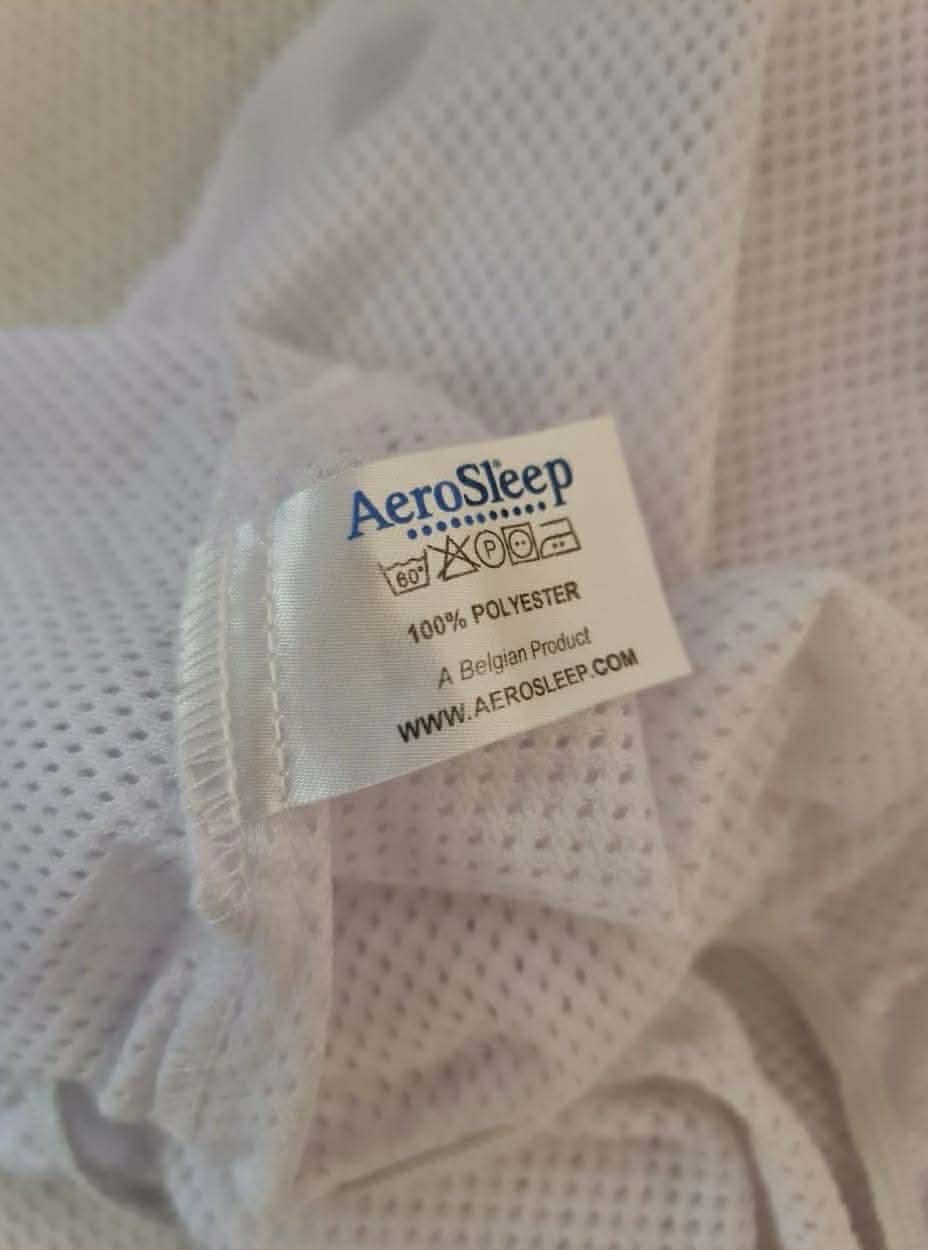 AeroSleep
60° P
100% POLYESTER
A Belgian Product
WWW.AEROSLEEP.COM